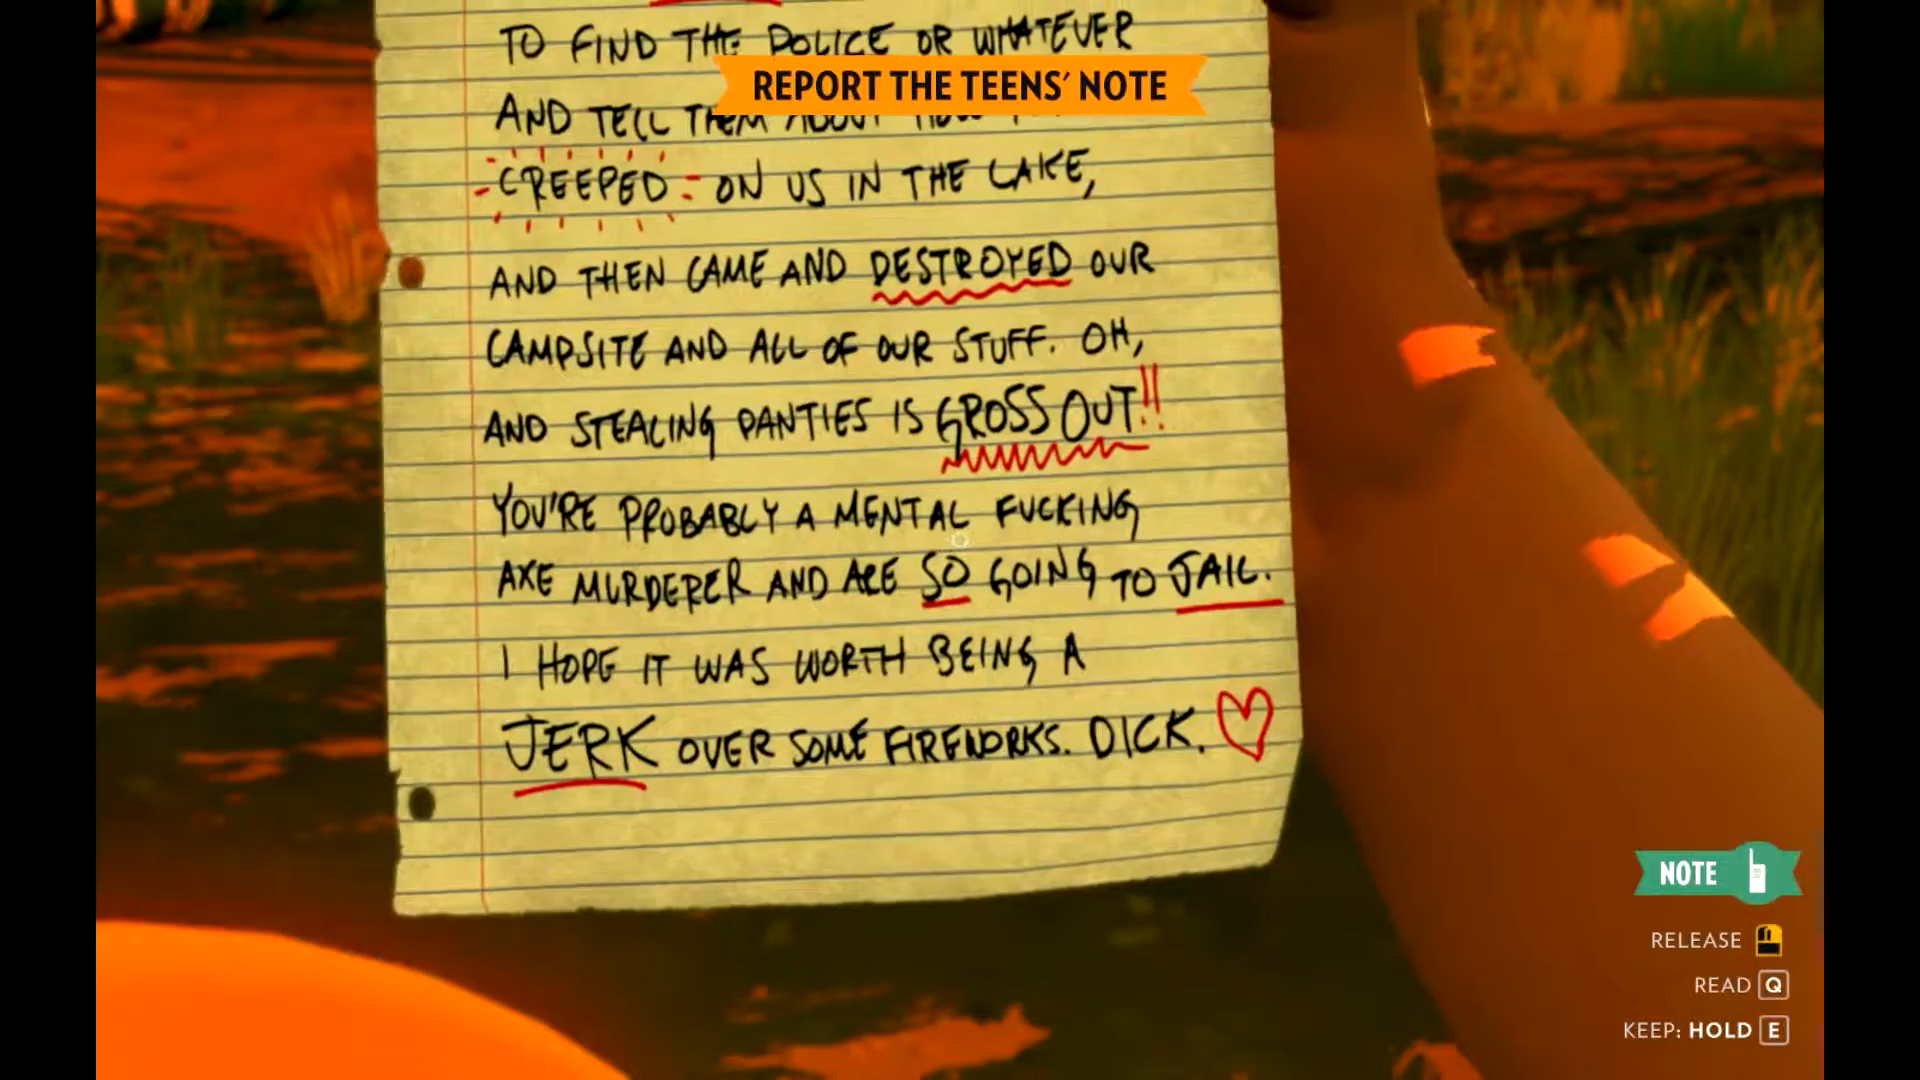 TO FIND THE POLICE OR WHATEVER
REPORT THE TEENS' NOTE
AND TELL THEM ABOUT HOW
CREEPED ON US IN THE LAKE,
AND THEN CAME AND DESTROYED OUR
CAMPSITE AND ALL OF OUR STUFF. OH,
AND STEALING PANTIES IS GROSS OUT!!
YOU'RE PROBABLY A MENTAL FUCKING
AXE MURDERER AND ARE SO GOING TO JAIL.
I HOPE IT WAS WORTH BEING A
JERK OVER SOME FIREWORKS. DICK.
NOTE
RELEASE
READ Q
KEEP: HOLD E